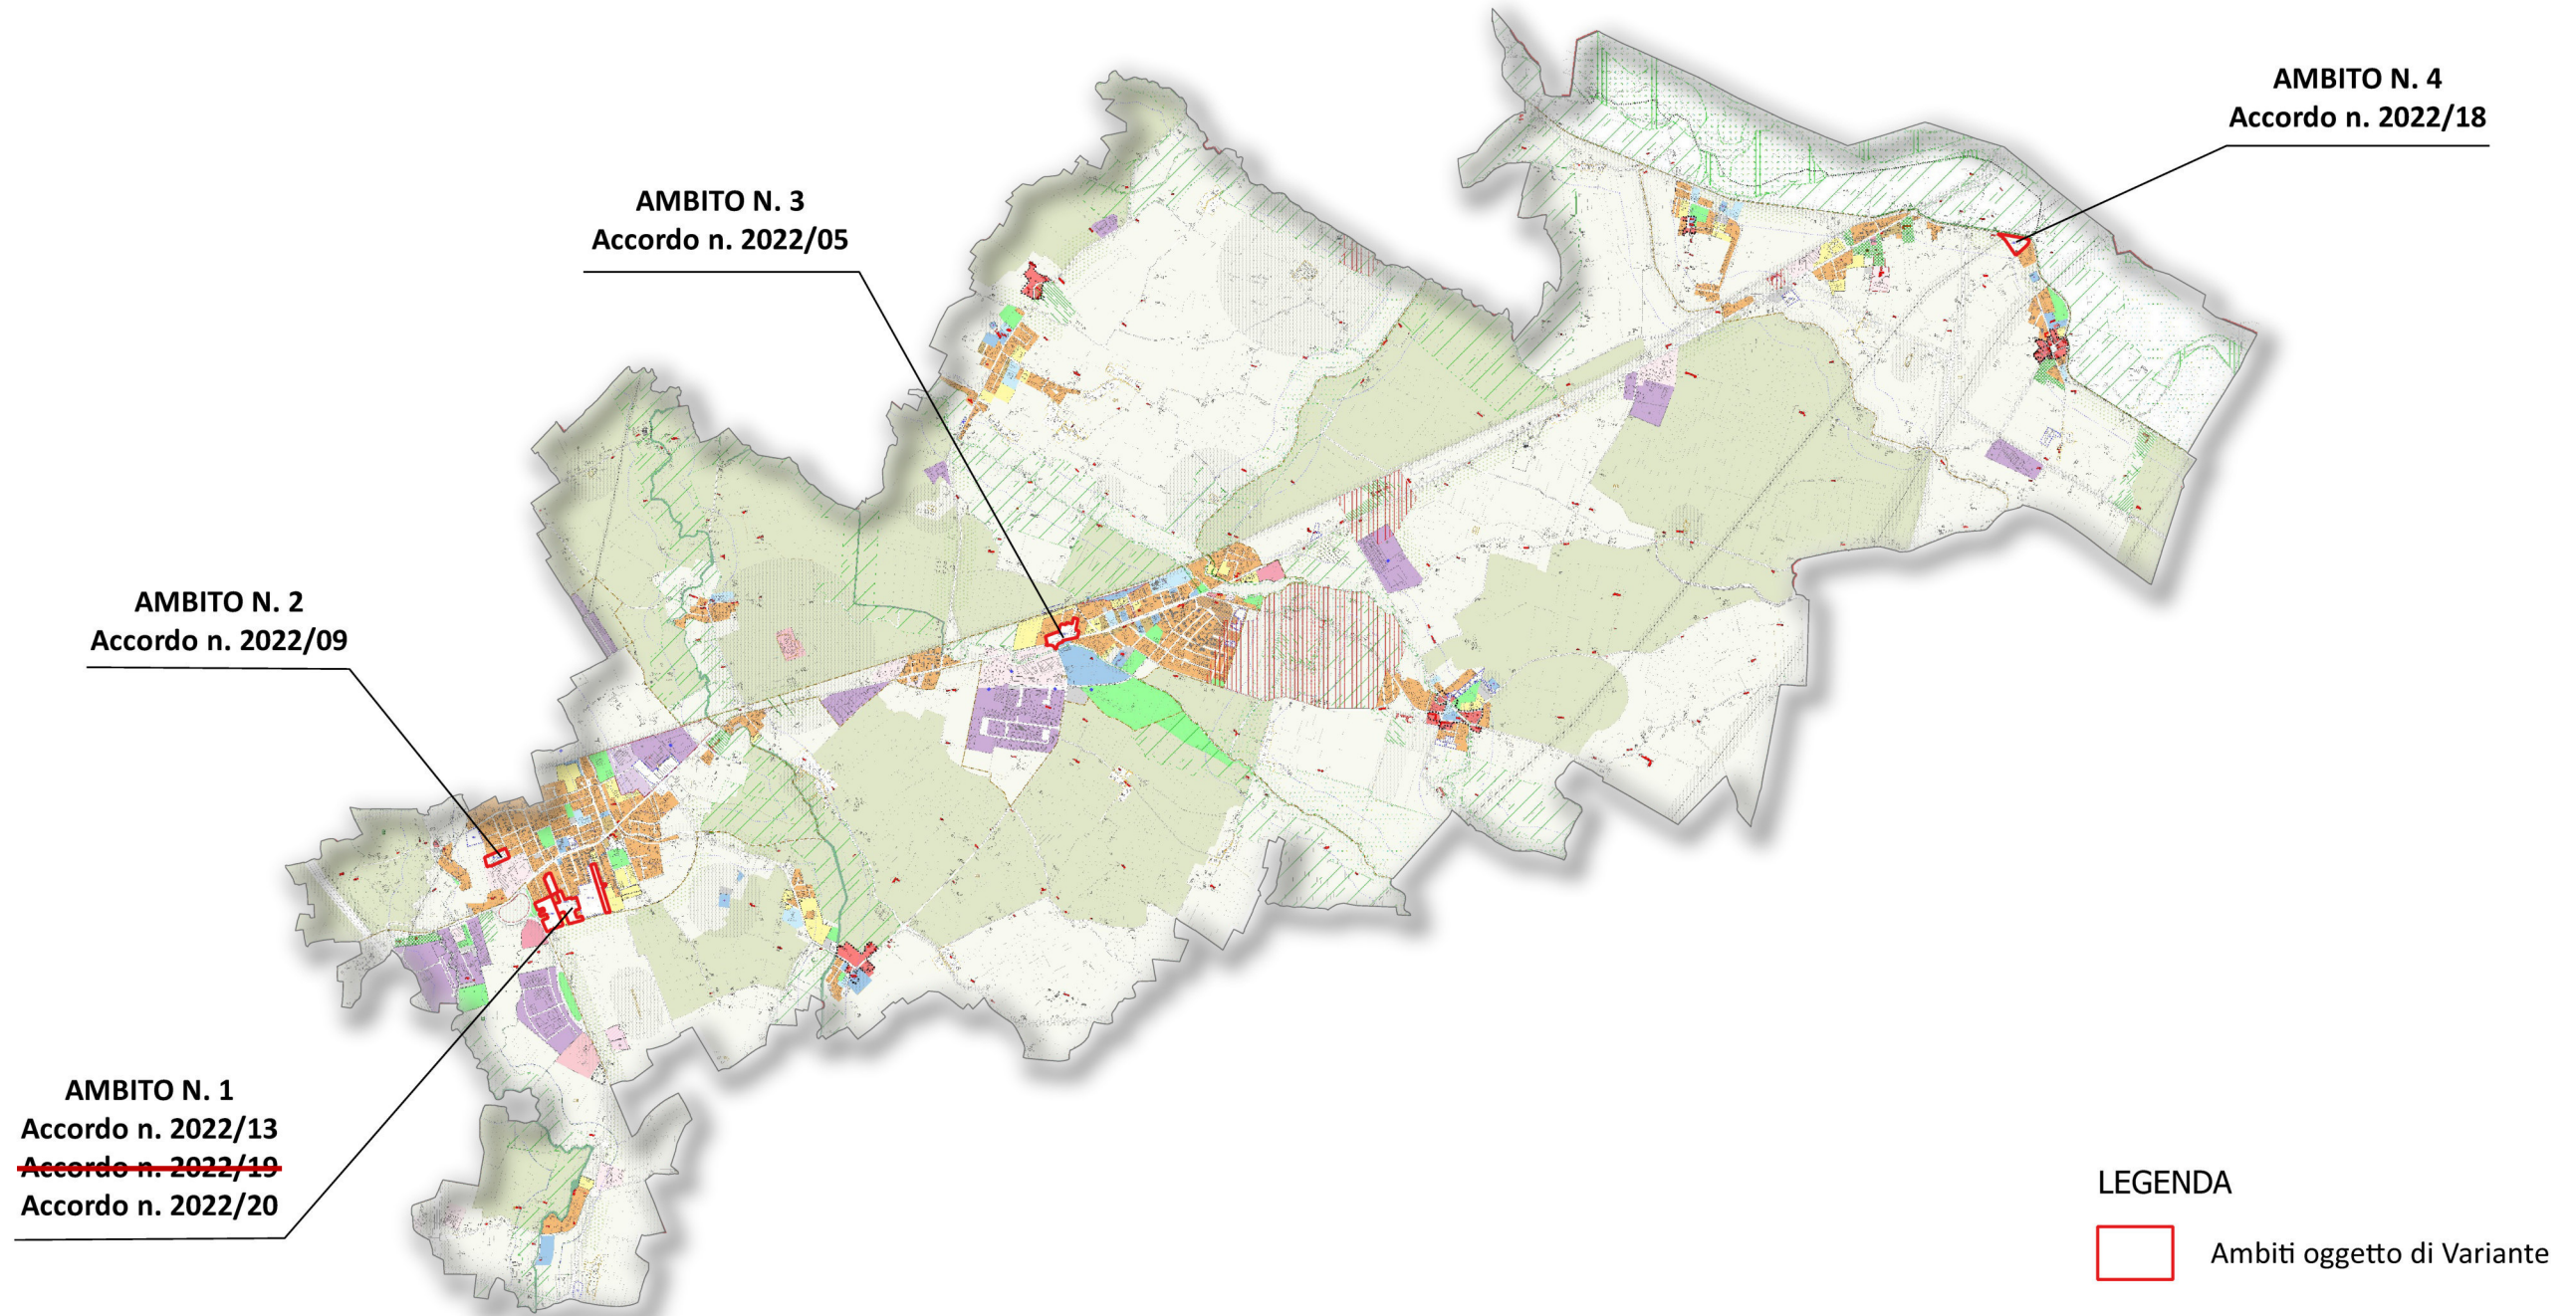 AMBITO N. 4
Accordo n. 2022/18
AMBITO N. 3
Accordo n. 2022/05
AMBITO N. 2
Accordo n. 2022/09
AMBITO N. 1
Accordo n. 2022/13
Accordo n. 2022/19
Accordo n. 2022/20
LEGENDA
Ambiti oggetto di Variante